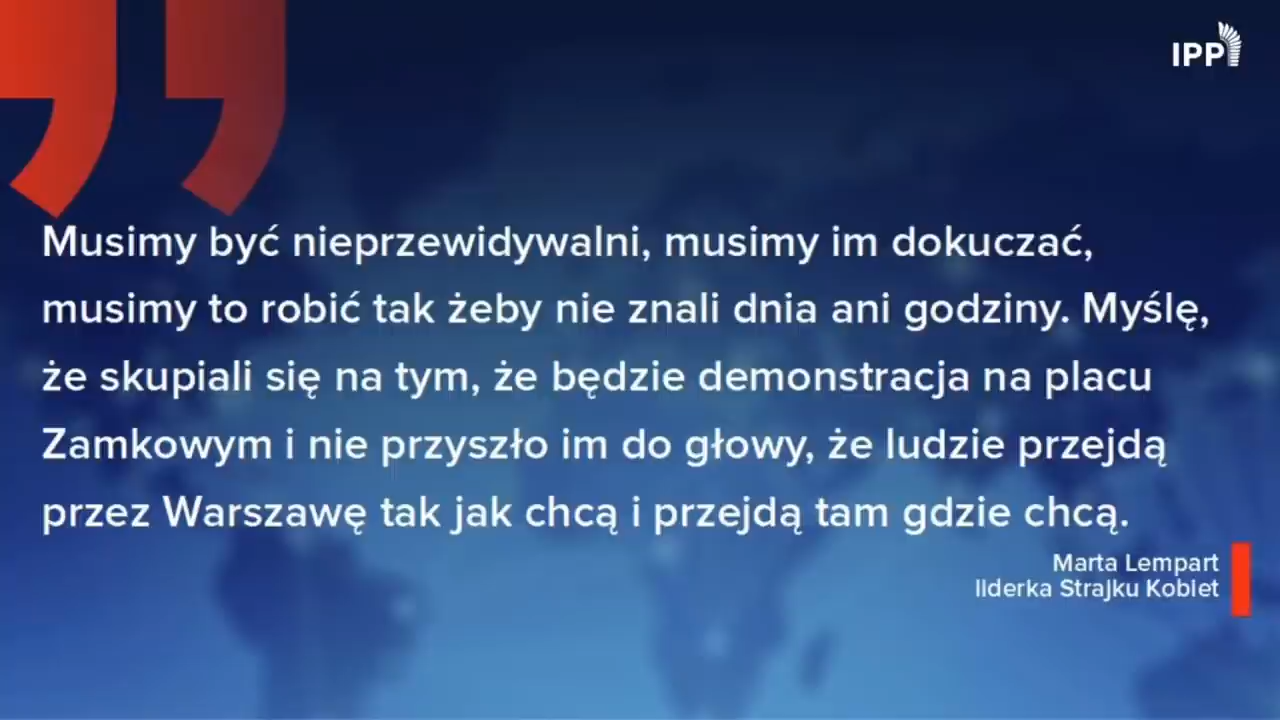 IPP
Musimy być nieprzewidywalni, musimy im dokuczać,
musimy to robić tak żeby nie znali dnia ani godziny. Myślę,
że skupiali się na tym, że będzie demonstracja na placu
Zamkowym i nie przyszło im do głowy, że ludzie przejdą
przez Warszawę tak jak chcą i przejdą tam gdzie chcą.
Marta Lempart
liderka Strajku Kobiet